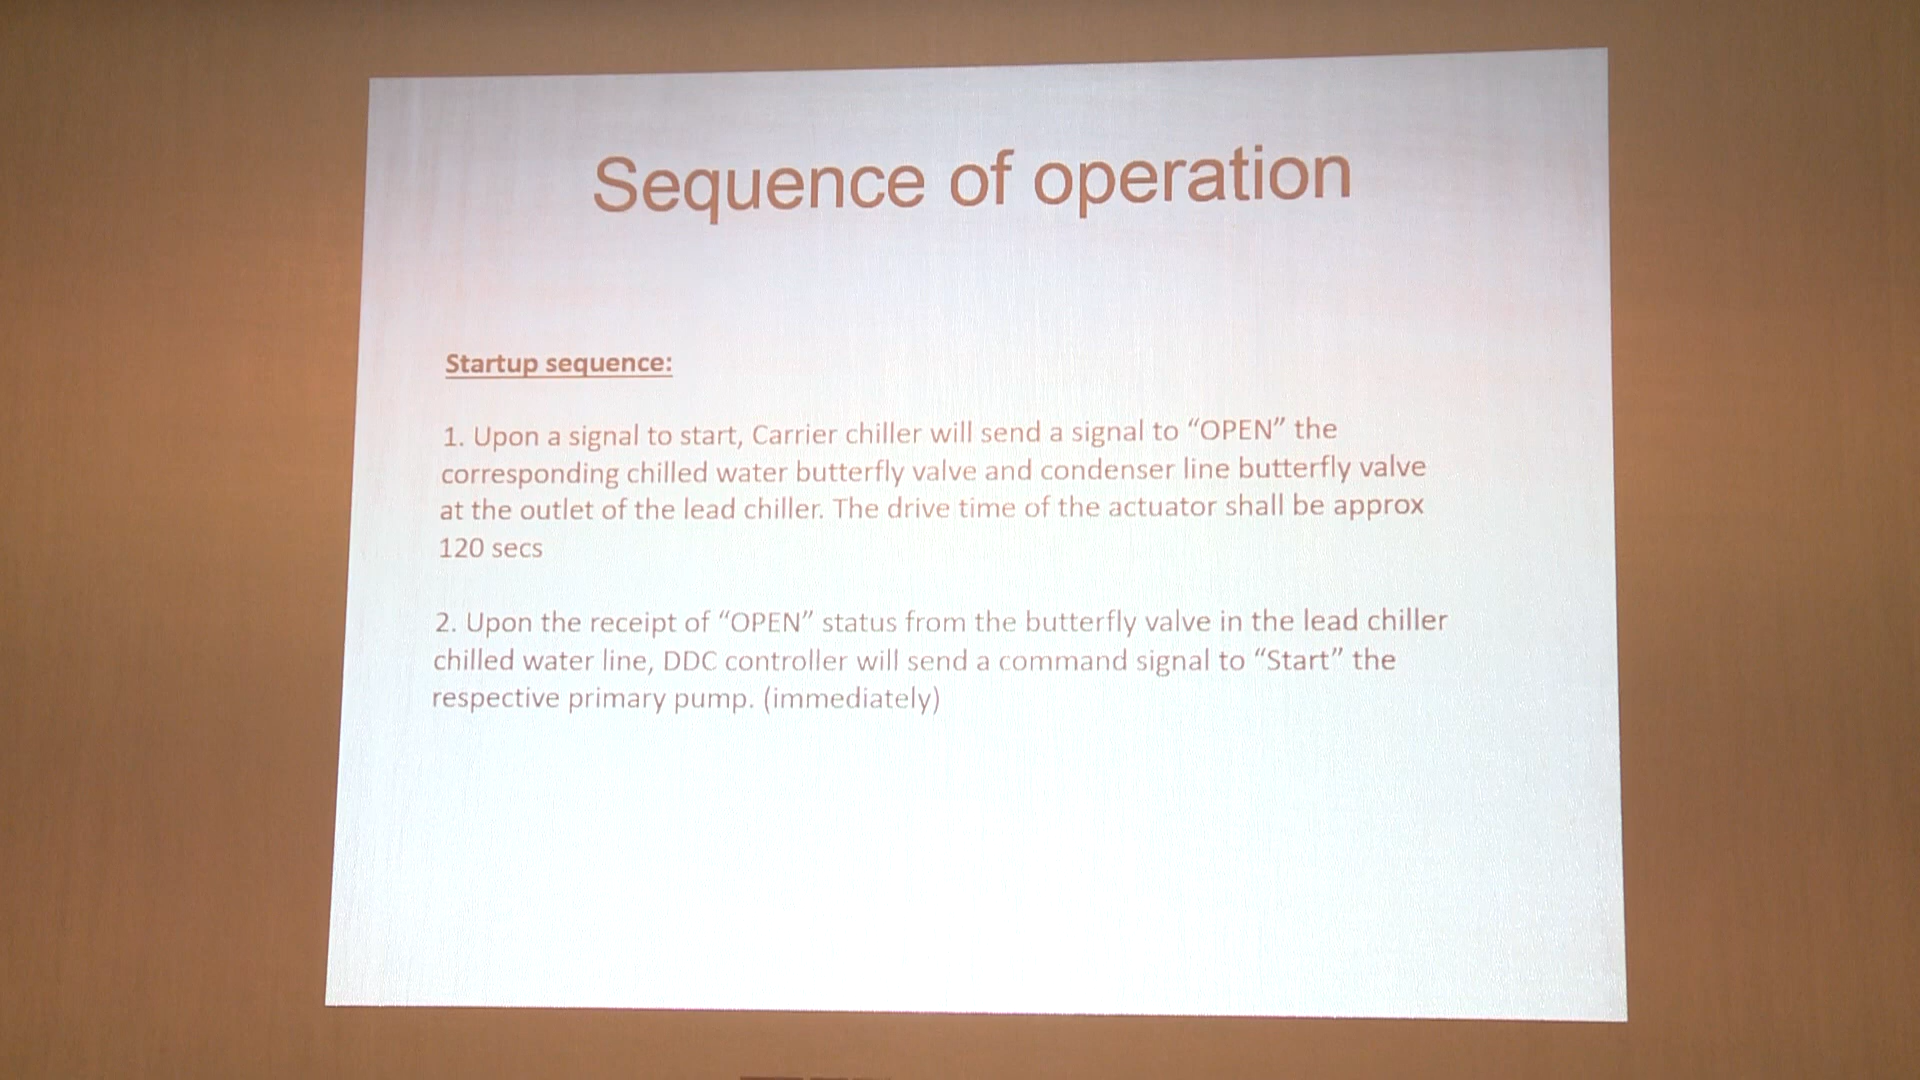 Sequence of operation
Startup sequence:
1. Upon a signal to start, Carrier chiller will send a signal to “OPEN” the
corresponding chilled water butterfly valve and condenser line butterfly valve
at the outlet of the lead chiller. The drive time of the actuator shall be approx
120 secs
2. Upon the receipt of “OPEN” status from the butterfly valve in the lead chiller
chilled water line, DDC controller will send a command signal to “Start” the
respective primary pump. (immediately)